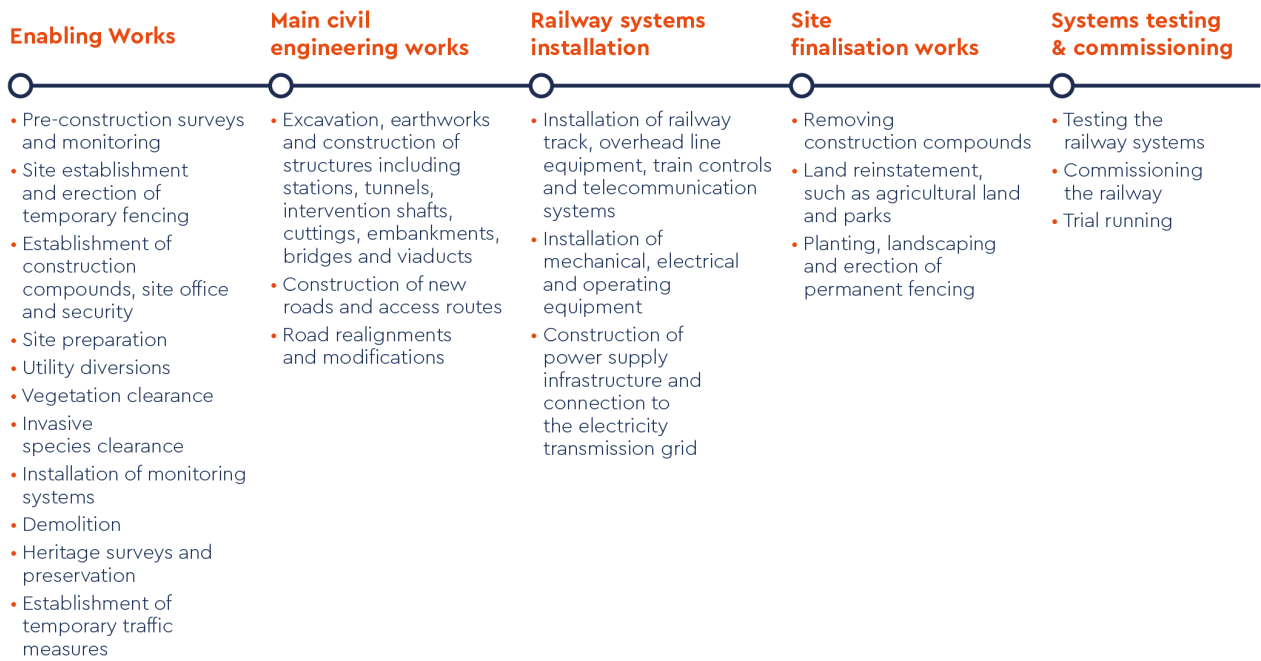 Enabling Works
• Pre-construction surveys
and monitoring
• Site establishment
and erection of
temporary fencing
• Establishment of
construction
compounds, site office
and security
• Site preparation
• Utility diversions
• Vegetation clearance
• Invasive
species clearance
• Installation of monitoring
systems
• Demolition
• Heritage surveys and
preservation
• Establishment of
temporary traffic
measures
Main civil
engineering works
• Excavation, earthworks
and construction of
structures including
stations, tunnels,
intervention shafts,
cuttings, embankments,
bridges and viaducts
• Construction of new
roads and access routes
• Road realignments
and modifications
Railway systems
installation
• Installation of railway
track, overhead line
equipment, train controls
and telecommunication
systems
• Installation of
mechanical, electrical
and operating
equipment
• Construction of
power supply
infrastructure and
connection to
the electricity
transmission grid
Site
finalisation works
• Removing
construction compounds
• Land reinstatement,
such as agricultural land
and parks
• Planting, landscaping
and erection of
permanent fencing
Systems testing
& commissioning
• Testing the
railway systems
• Commissioning
the railway
• Trial running